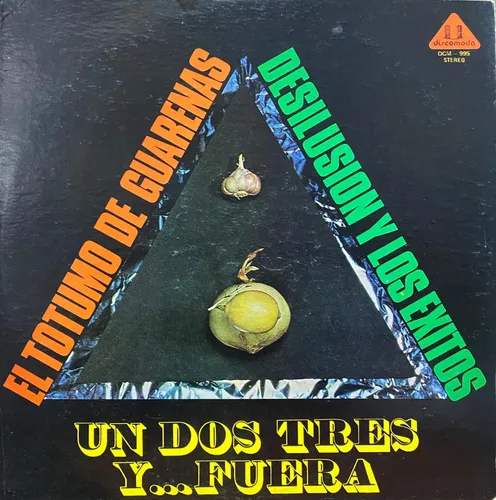 discomoda
DCM - 995
STEREO
EL TOTUMO DE GUARENAS
DESILUSION Y LOS EXITOS
UN DOS TRES
Y...FUERA